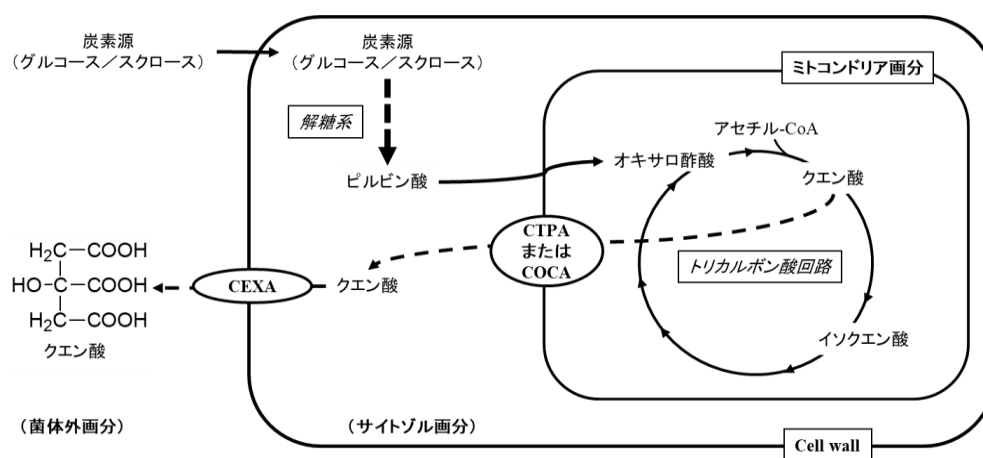 炭素源
(グルコース/スクロース)
炭素源
(グルコース/スクロース)
ミトコンドリア画分
解糖系
アセチル-CoA
オキサロ酢酸
クエン酸
ピルビン酸
CTPA
または
COCA
トリカルボン酸回路
H₂C—COOH
HO-C—COOH
H₂C—COOH
クエン酸
CEXA
クエン酸
イソクエン酸
(菌体外画分)
(サイトゾル画分)
Cell wall